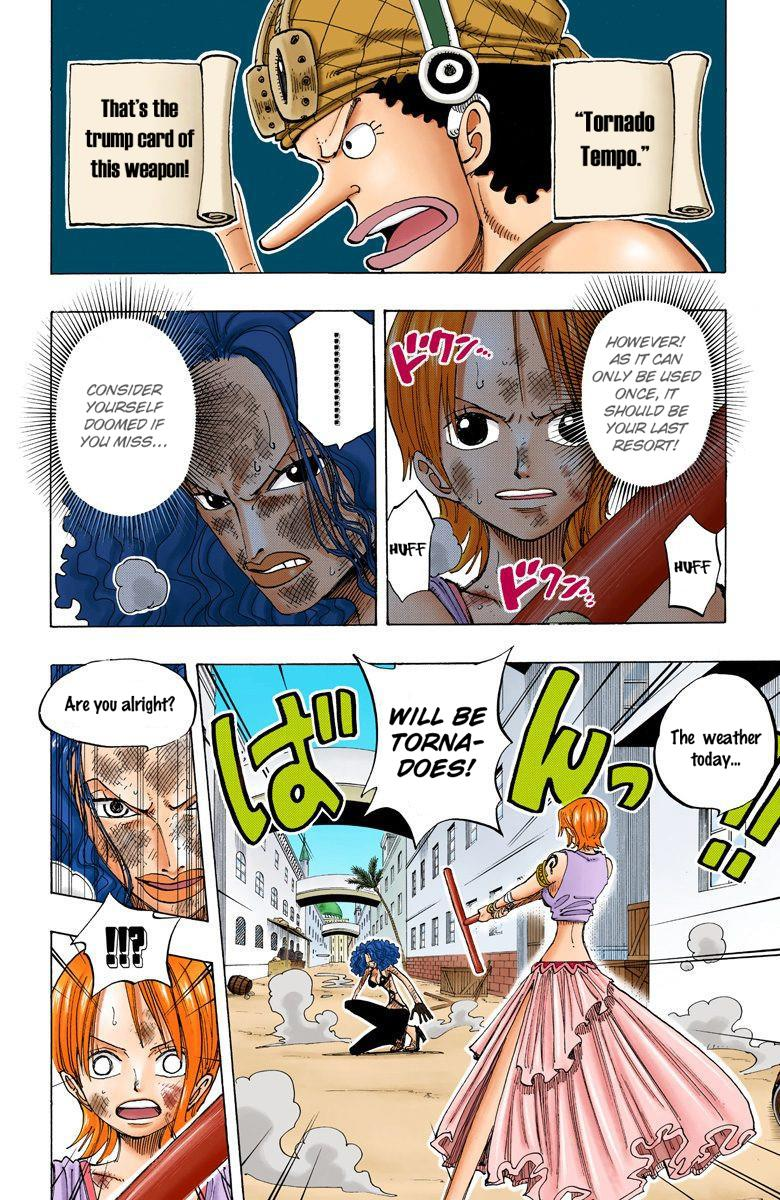 “Tornado
Tempo.”
That’s the
trump card of
this weapon!
HOWEVER!
AS IT CAN
ONLY BE USED
ONCE, IT
SHOULD BE
YOUR LAST
RESORT!
ドクン...
HUFF
HUFF
ドクン...
..........
CONSIDER
YOURSELF
DOOMED IF
YOU MISS...
The weather
today...
WILL BE
TORNA-
DOES!
ばんっ!!
Are you alright?
!!?